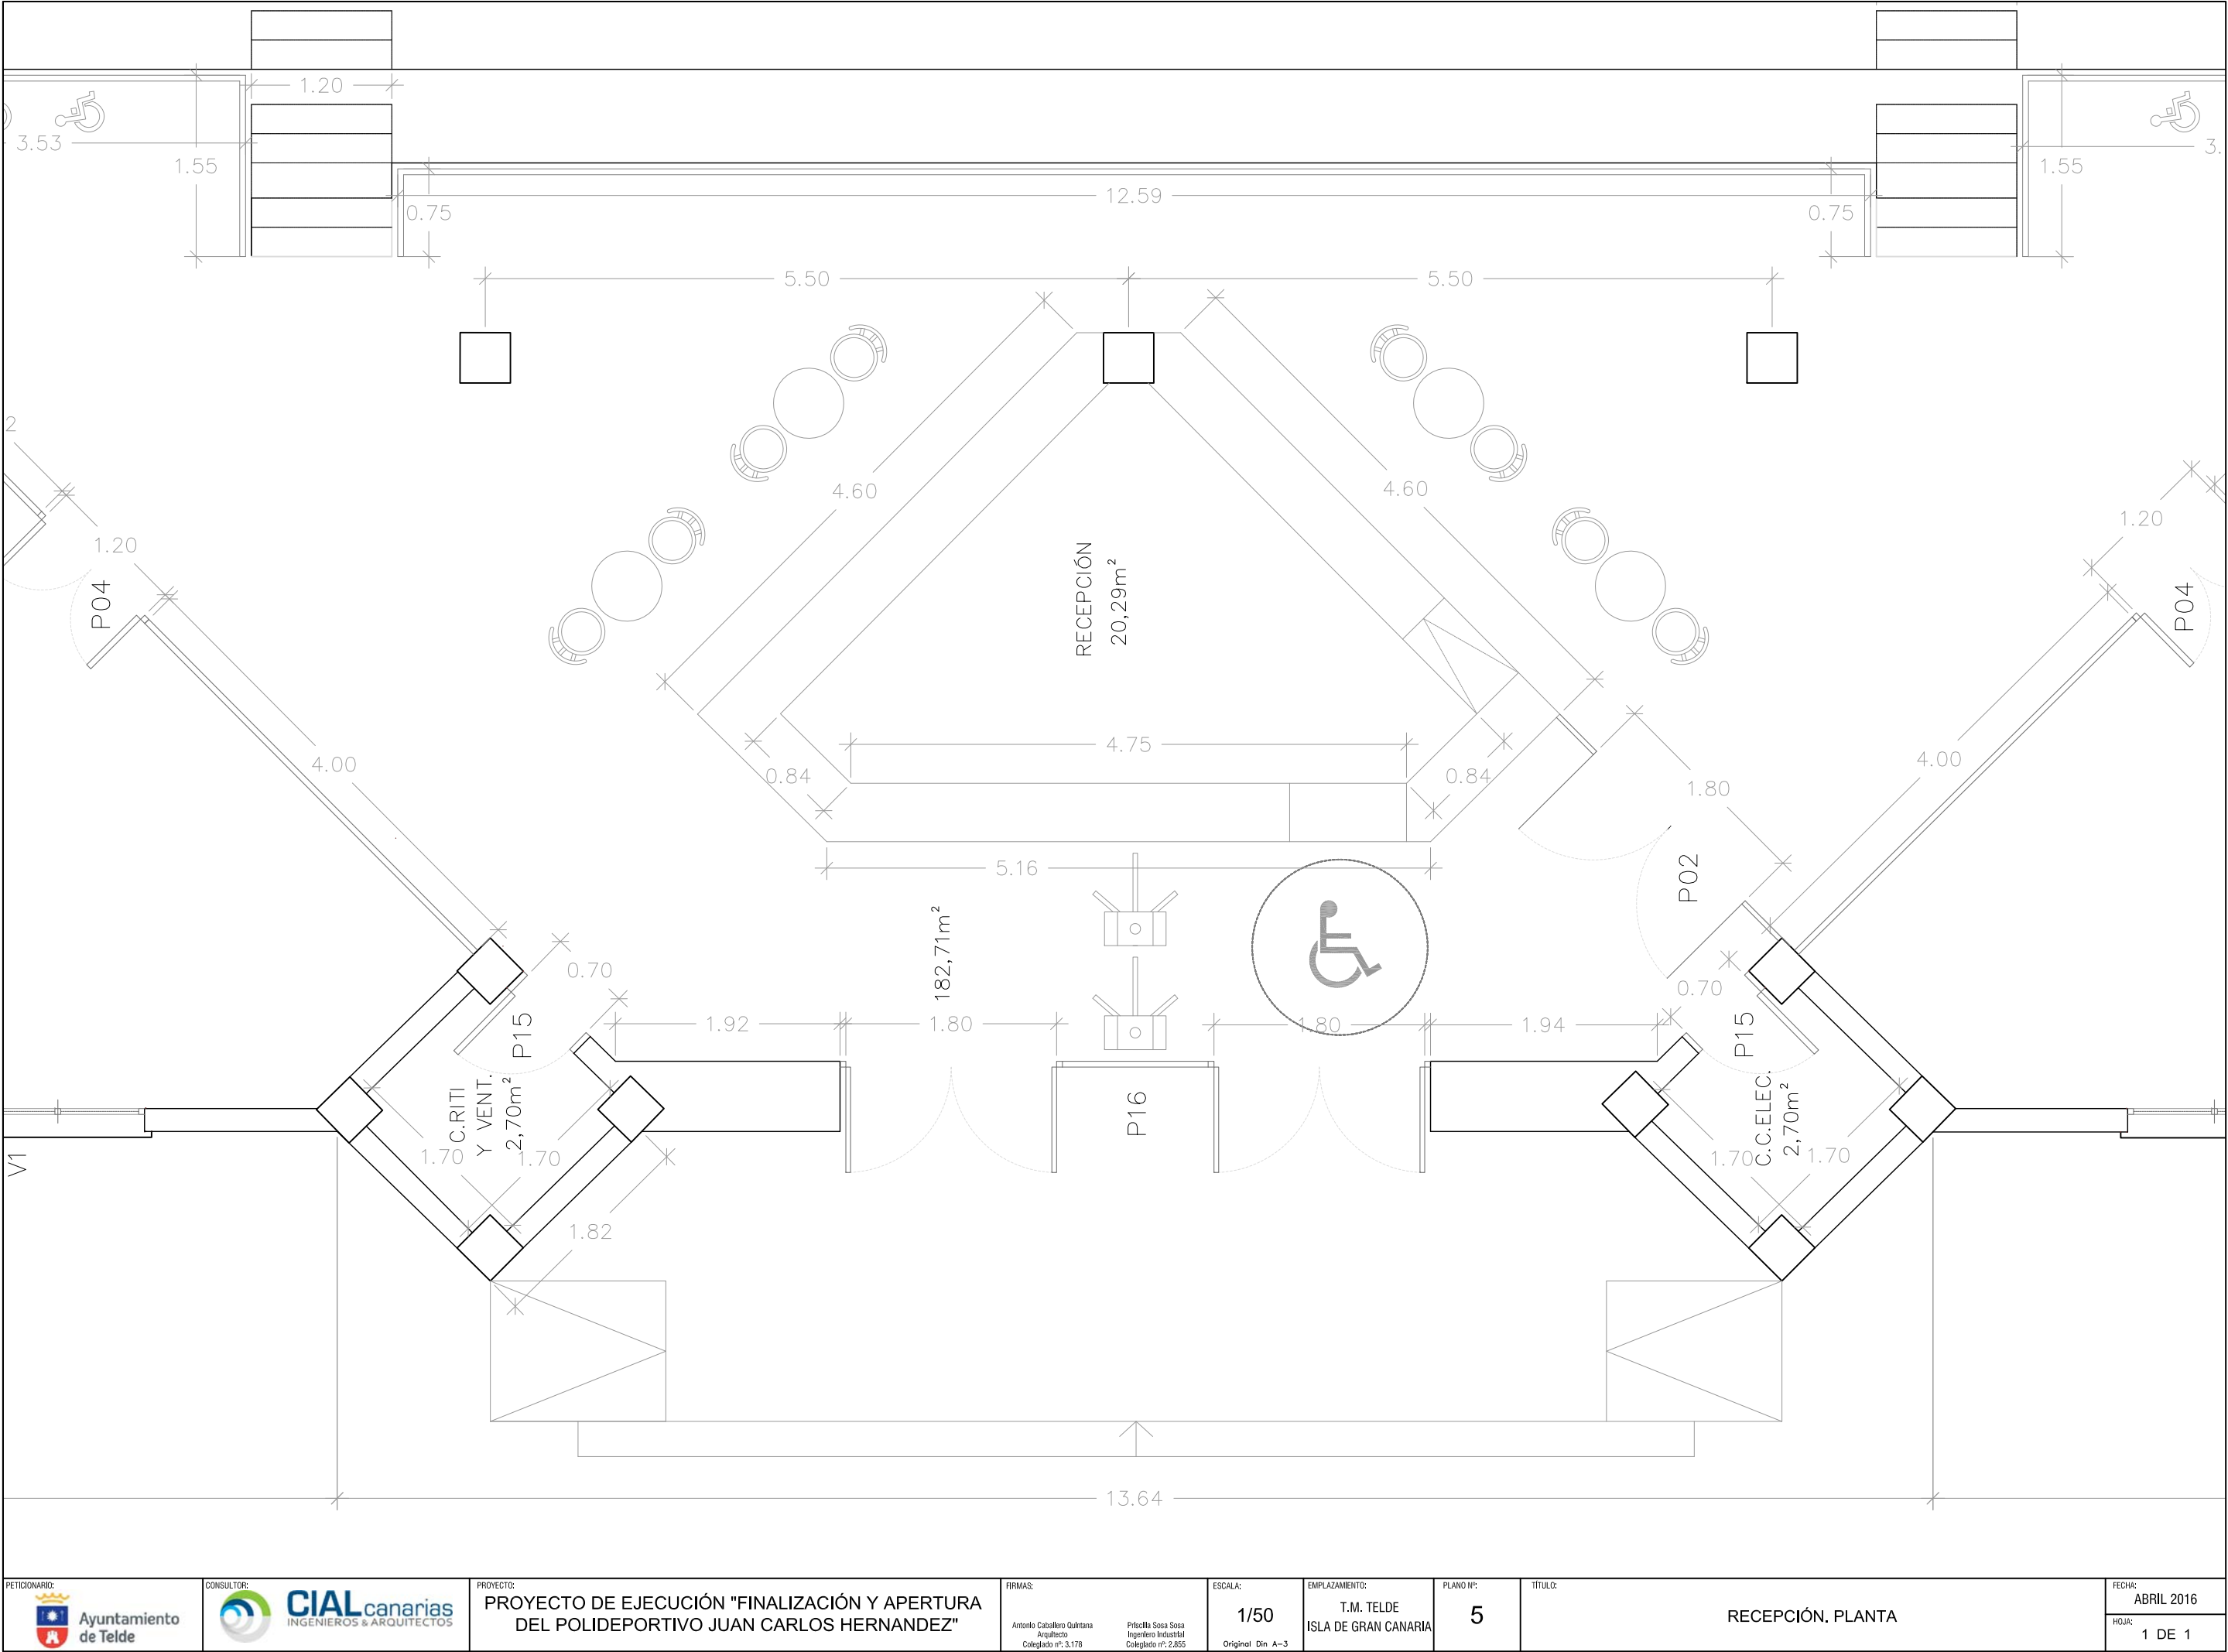 1.20
3.53
1.55
0.75
12.59
0.75
1.55
3.
5.50
5.50
2
4.60
4.60
1.20
1.20
P04
P04
RECEPCIÓN
20,29m²
4.00
4.75
4.00
0.84
0.84
1.80
5.16
P02
182,71m²
0.70
0.70
1.92
1.80
1.80
1.94
P15
P15
P16
C.RITI
Y VENT.
2,70m²
C.C.ELEC.
2,70m²
V1
1.70
1.70
1.70
1.70
1.82
13.64
PETICIONARIO:
Ayuntamiento
de Telde
CONSULTOR:
CIALcanarias
INGENIEROS & ARQUITECTOS
PROYECTO:
PROYECTO DE EJECUCIÓN "FINALIZACIÓN Y APERTURA
DEL POLIDEPORTIVO JUAN CARLOS HERNANDEZ"
FIRMAS:
Antonio Caballero Quintana
Arquitecto
Colegiado nº: 3.178
Priscilla Sosa Sosa
Ingeniero Industrial
Colegiado nº: 2.855
ESCALA:
1/50
Original Din A-3
EMPLAZAMIENTO:
T.M. TELDE
ISLA DE GRAN CANARIA
PLANO Nº:
5
TÍTULO:
RECEPCIÓN. PLANTA
FECHA:
ABRIL 2016
HOJA:
1 DE 1